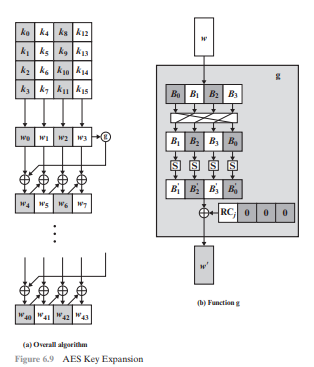 k₀ k₄ k₈ k₁₂
k₁ k₅ k₉ k₁₃
k₂ k₆ k₁₀ k₁₄
k₃ k₇ k₁₁ k₁₅
w₀ w₁ w₂ w₃ g
w₄ w₅ w₆ w₇
w₄₀ w₄₁ w₄₂ w₄₃
(a) Overall algorithm
w
g
B₀ B₁ B₂ B₃
B₁ B₂ B₃ B₀
S S S S
B′₁ B′₂ B′₃ B′₀
RCⱼ 0 0 0
w′
(b) Function g
Figure 6.9 AES Key Expansion